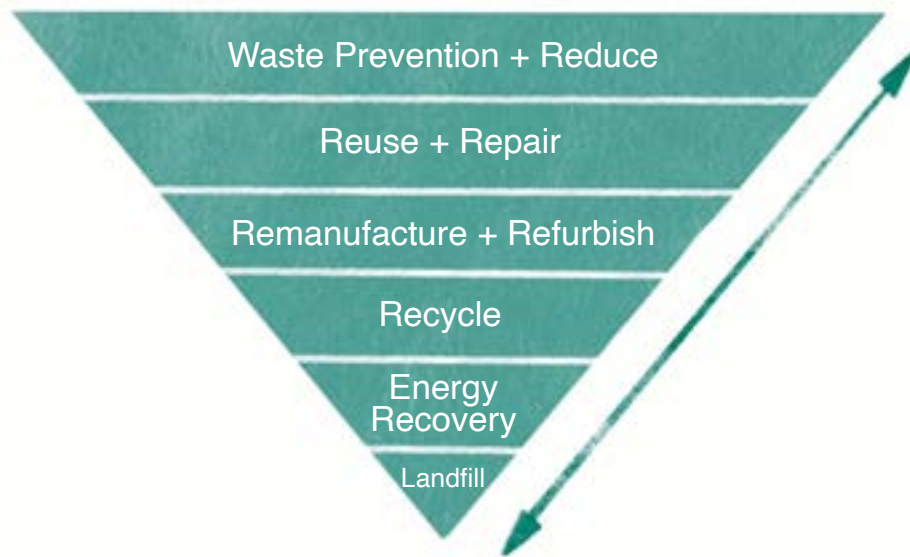 Waste Prevention + Reduce
Reuse + Repair
Remanufacture + Refurbish
Recycle
Energy
Recovery
Landfill